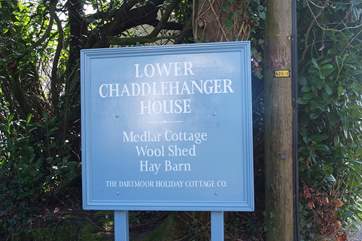 LOWER
CHADDLEHANGER
HOUSE
Medlar Cottage
Wool Shed
Hay Barn
THE DARTMOOR HOLIDAY COTTAGE CO.